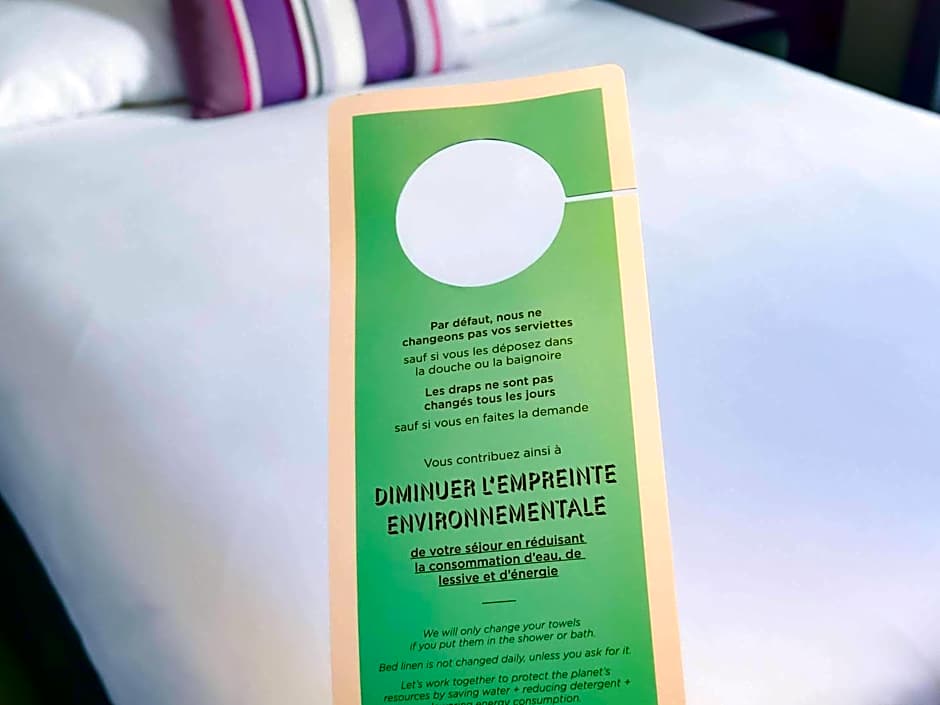 Par défaut, nous ne
changeons pas vos serviettes
sauf si vous les déposez dans
la douche ou la baignoire
Les draps ne sont pas
changés tous les jours
sauf si vous en faites la demande
Vous contribuez ainsi à
DIMINUER L'EMPREINTE
ENVIRONNEMENTALE
de votre séjour en réduisant
la consommation d'eau, de
lessive et d'énergie
We will only change your towels
if you put them in the shower or bath.
Bed linen is not changed daily, unless you ask for it.
Let's work together to protect the planet's
resources by saving water + reducing detergent +
energy consumption.